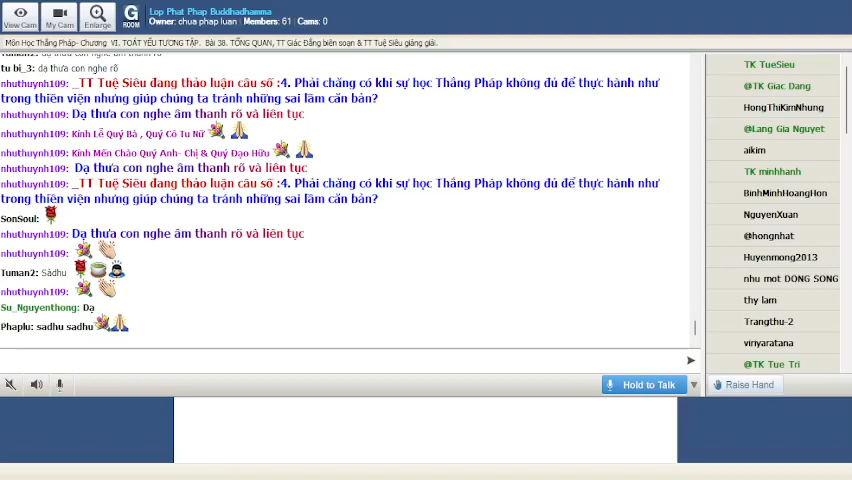 View Cam
My Cam
Enlarge
G
ROOM
Lop Phat Phap Buddhadhamma
Owner: chua phap luan | Members: 61 | Cams: 0
Môn Học Thắng Pháp- Chương VI. TOÁT YẾU TƯƠNG TẬP. Bài 38. TỔNG QUAN, TT Giác Đẳng biên soạn & TT Tuệ Siêu giảng giải.
tu bi_3: dạ thưa con nghe rõ
nhuthuynh109: _TT Tuệ Siêu đang thảo luận câu số :4. Phải chăng có khi sự học Thắng Pháp không đủ để thực hành như
trong thiền viện nhưng giúp chúng ta tránh những sai lầm căn bản?
nhuthuynh109: Dạ thưa con nghe âm thanh rõ và liên tục
nhuthuynh109: Kính Lễ Quý Bà , Quý Cô Tu Nữ
nhuthuynh109: Kính Mến Chào Quý Anh- Chị & Quý Đạo Hữu
nhuthuynh109: Dạ thưa con nghe âm thanh rõ và liên tục
nhuthuynh109: _TT Tuệ Siêu đang thảo luận câu số :4. Phải chăng có khi sự học Thắng Pháp không đủ để thực hành như
trong thiền viện nhưng giúp chúng ta tránh những sai lầm căn bản?
SonSoul:
nhuthuynh109: Dạ thưa con nghe âm thanh rõ và liên tục
nhuthuynh109:
Tuman2: Sādhu
nhuthuynh109:
Su_Nguyenthong: Dạ
Phaplu: sadhu sadhu
Hold to Talk
TK TueSieu
@TK Giac Dang
HongThiKimNhung
@Lang Gia Nguyet
aikim
TK minhhanh
BinhMinhHoangHon
NguyenXuan
@hongnhat
Huyenmong2013
nhu mot DONG SONG
thy lam
Trangthu-2
viriyaratana
@TK Tue Tri
Raise Hand